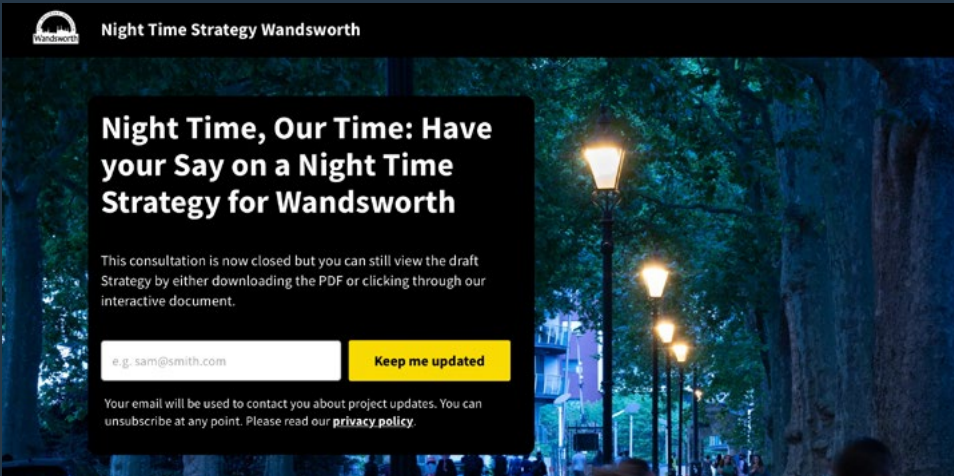 Wandsworth
Night Time Strategy Wandsworth
Night Time, Our Time: Have
your Say on a Night Time
Strategy for Wandsworth
This consultation is now closed but you can still view the draft
Strategy by either downloading the PDF or clicking through our
interactive document.
e.g. sam@smith.com
Keep me updated
Your email will be used to contact you about project updates. You can
unsubscribe at any point. Please read our privacy policy.